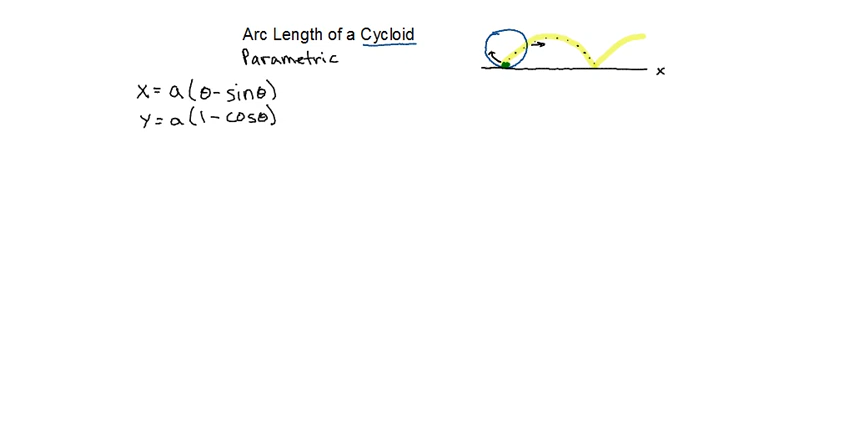 Arc Length of a Cycloid
Parametric
x = a(θ - sinθ)
y = a(1 - cosθ)
x